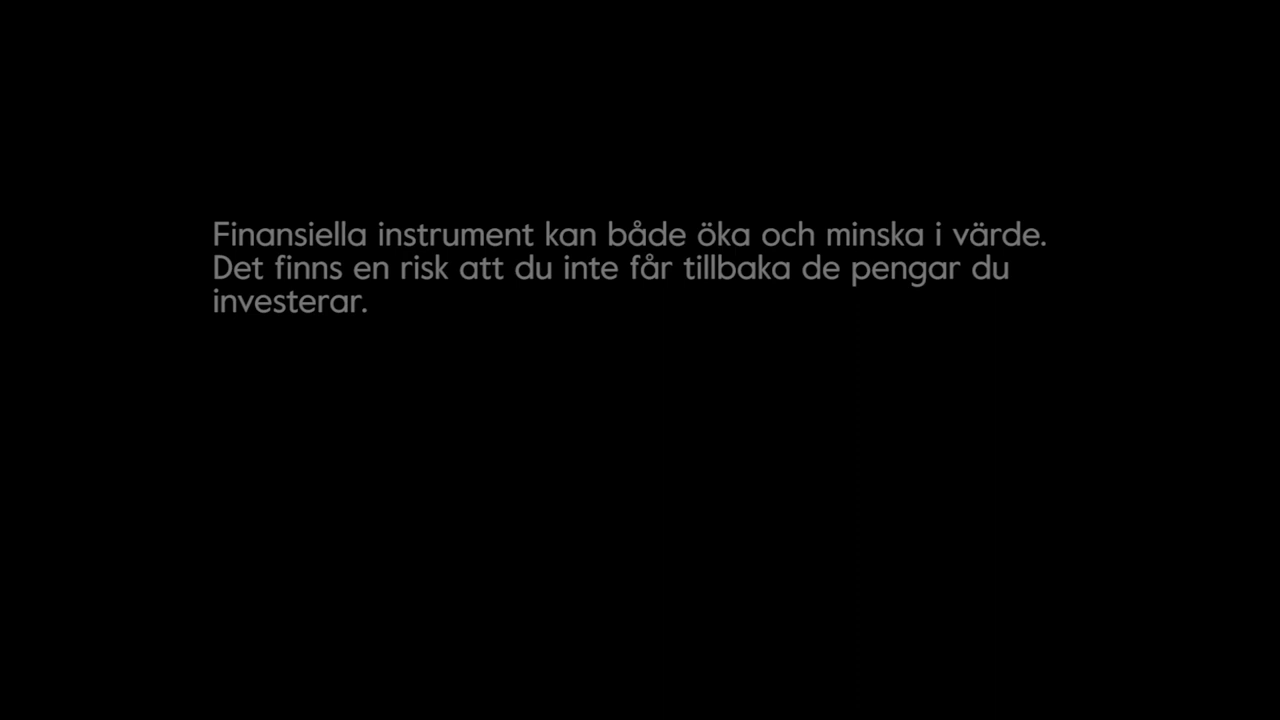 Finansiella instrument kan både öka och minska i värde.
Det finns en risk att du inte får tillbaka de pengar du
investerar.